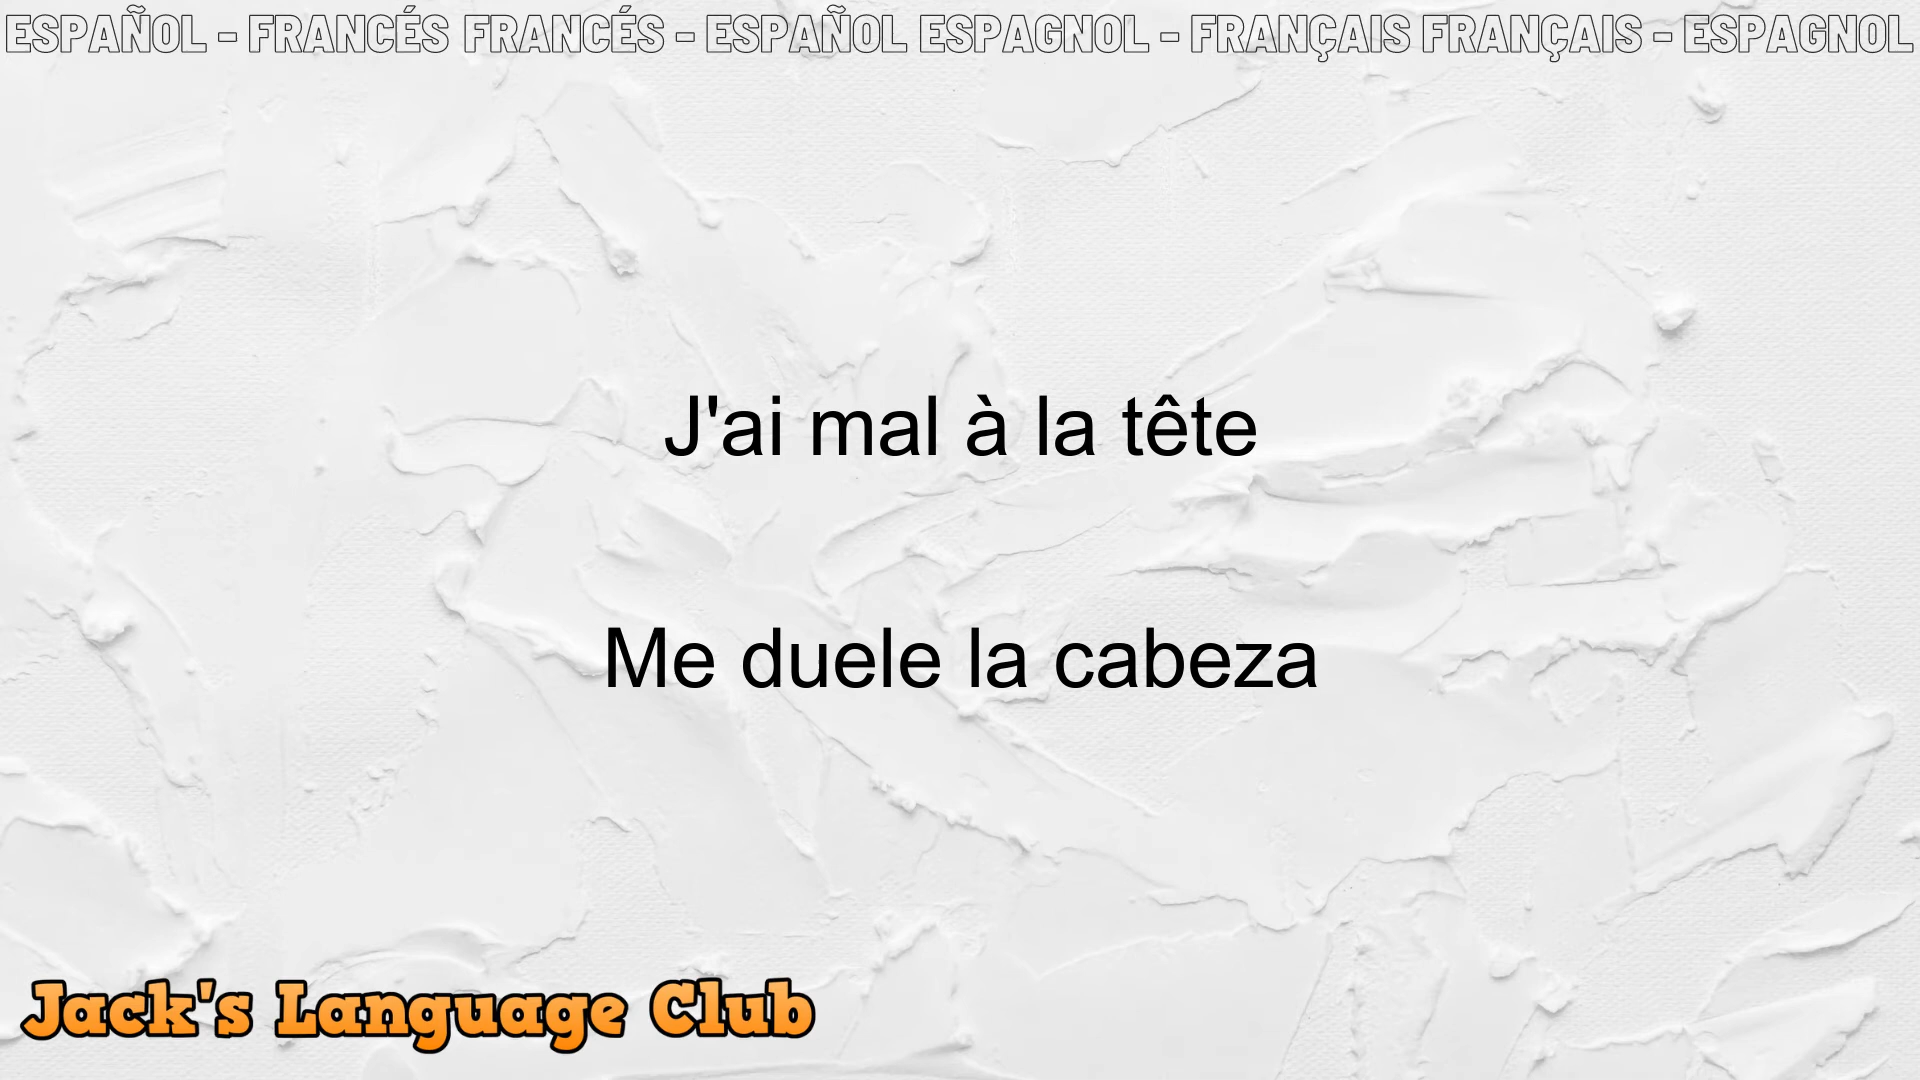 ESPAÑOL - FRANCÉS FRANCÉS - ESPAÑOL ESPAGNOL - FRANÇAIS FRANÇAIS - ESPAGNOL
J'ai mal à la tête
Me duele la cabeza
Jack's Language Club